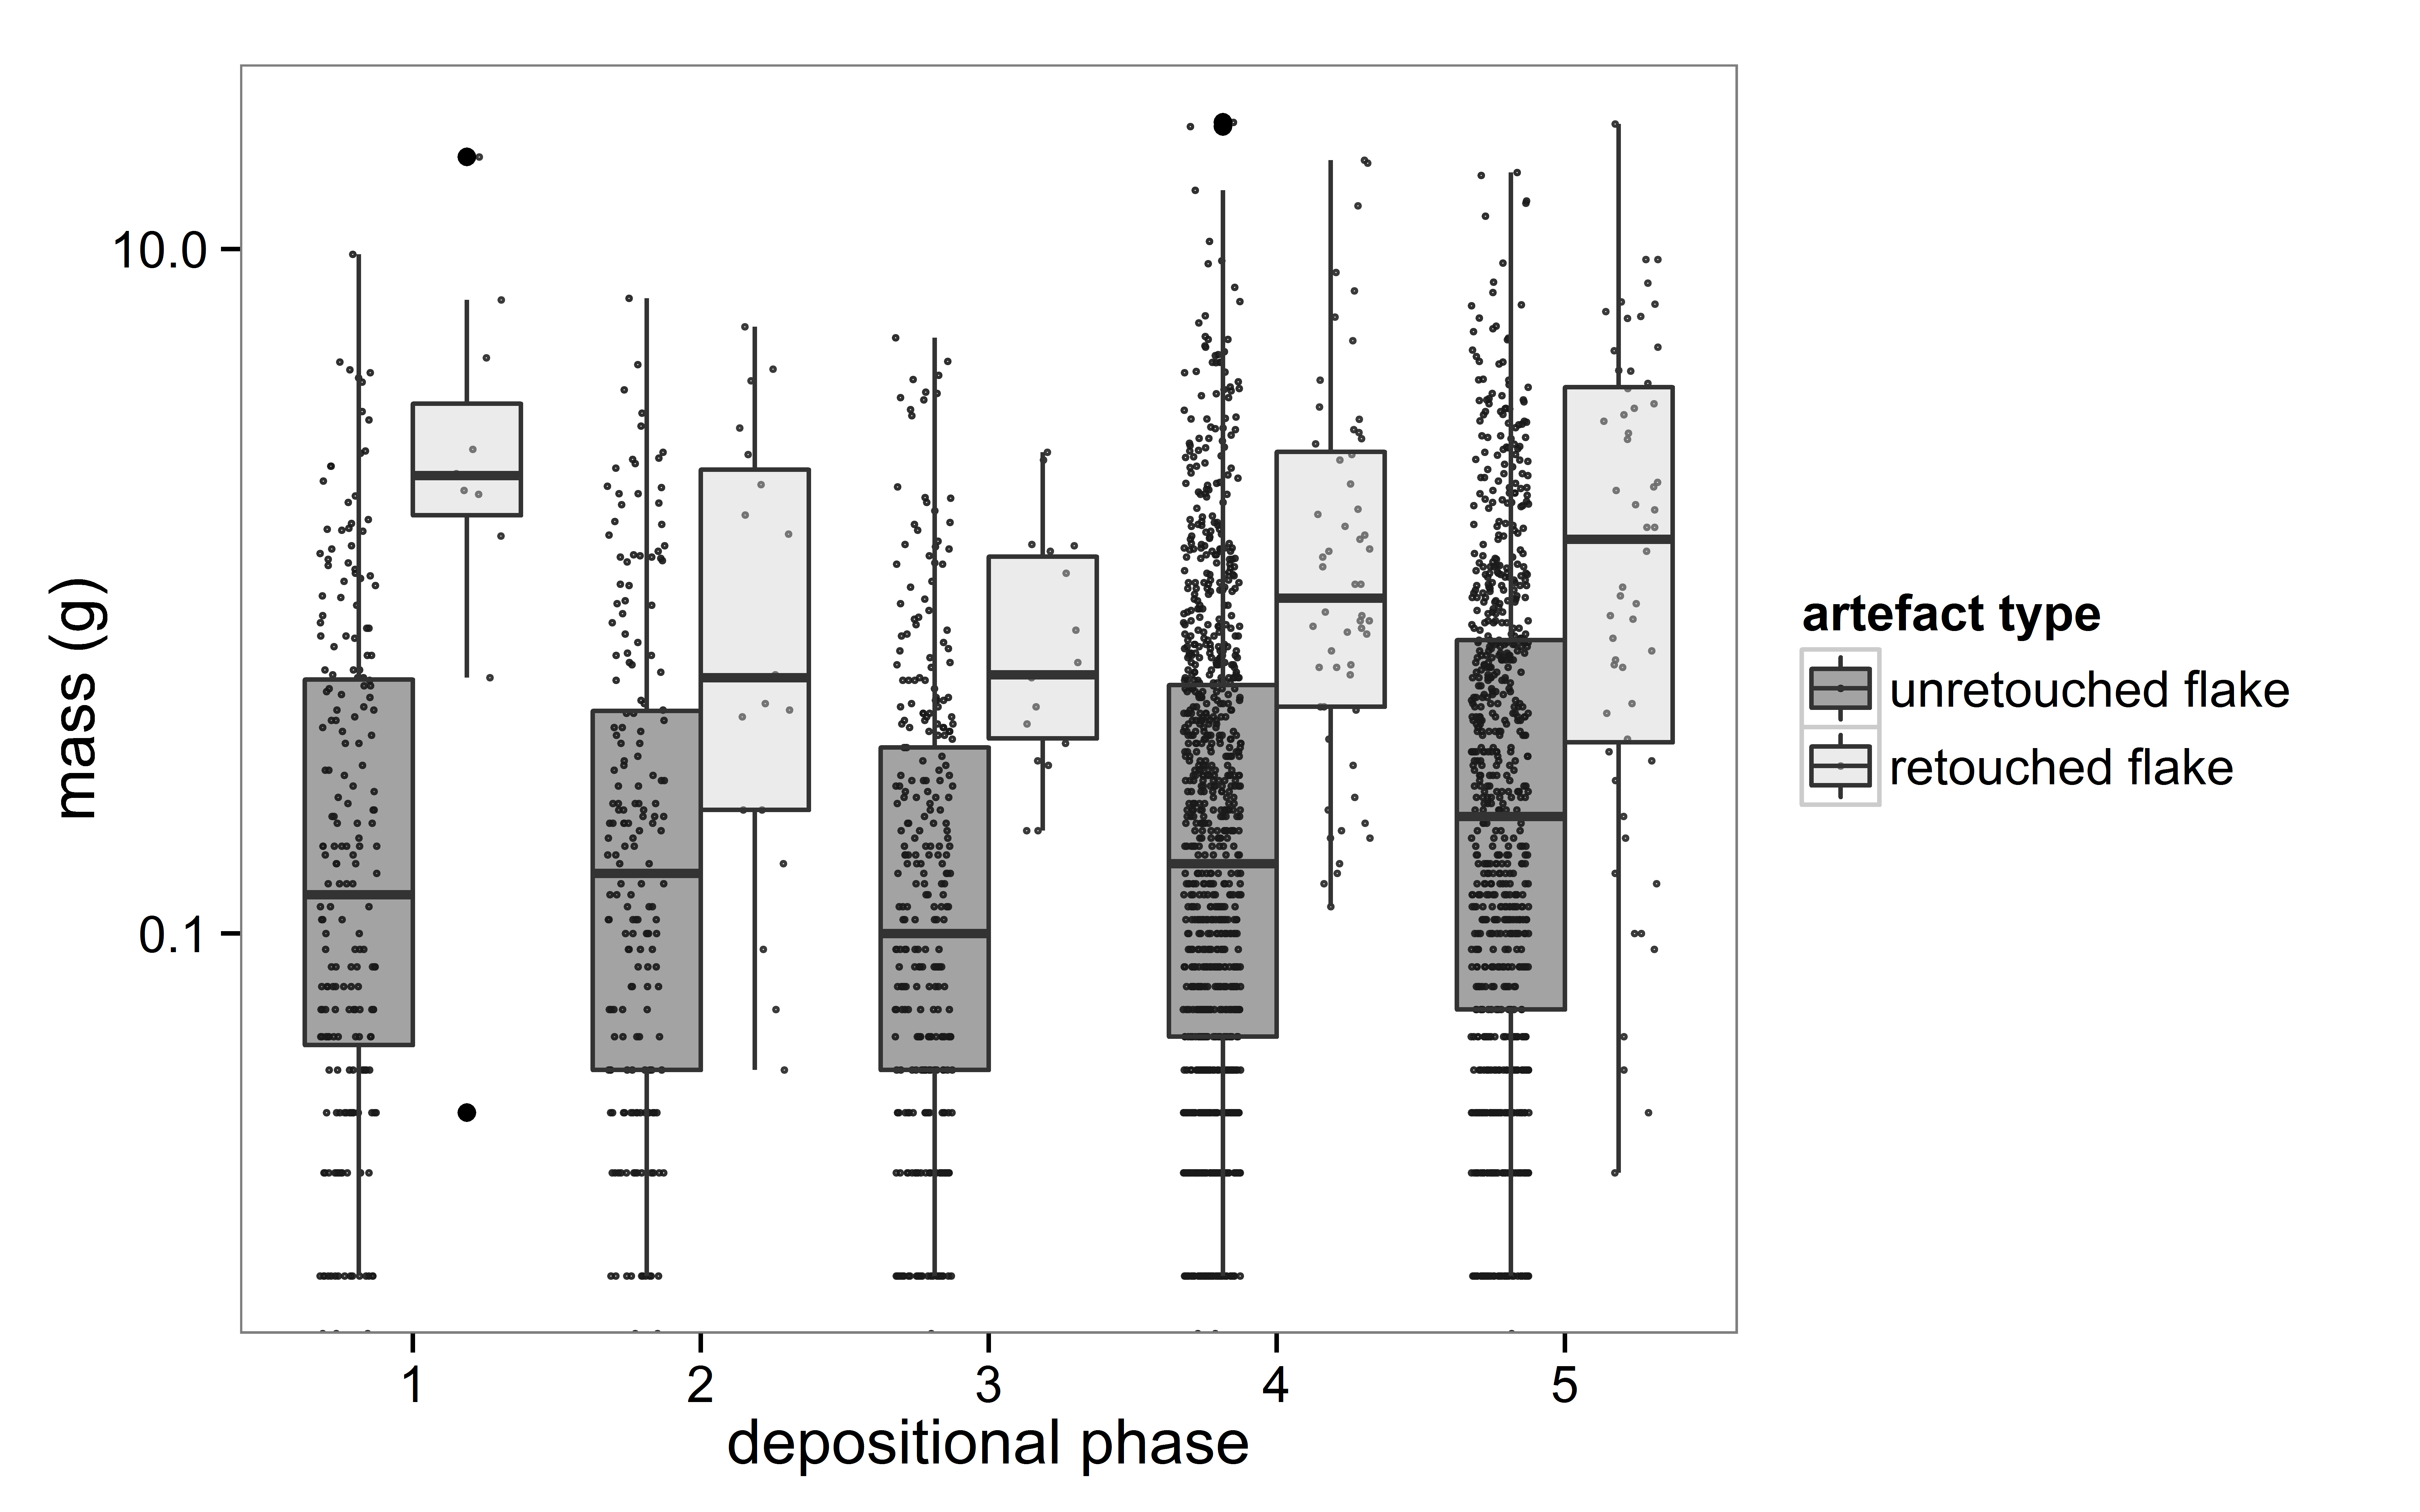 mass (g)
10.0
0.1
1 2 3 4 5
depositional phase
artefact type
unretouched flake
retouched flake